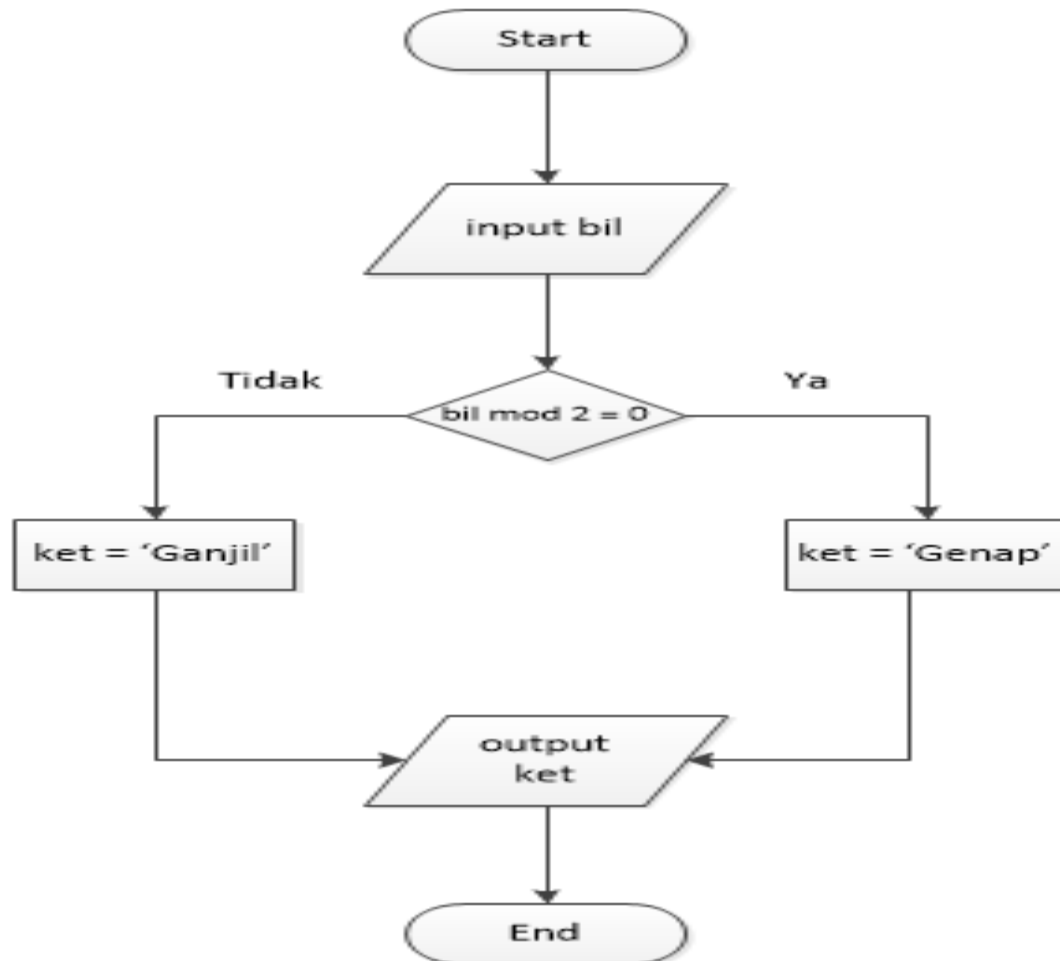 Start
input bil
Tidak
Ya
bil mod 2 = 0
ket = ´Ganjil´
ket = ´Genap´
output
ket
End